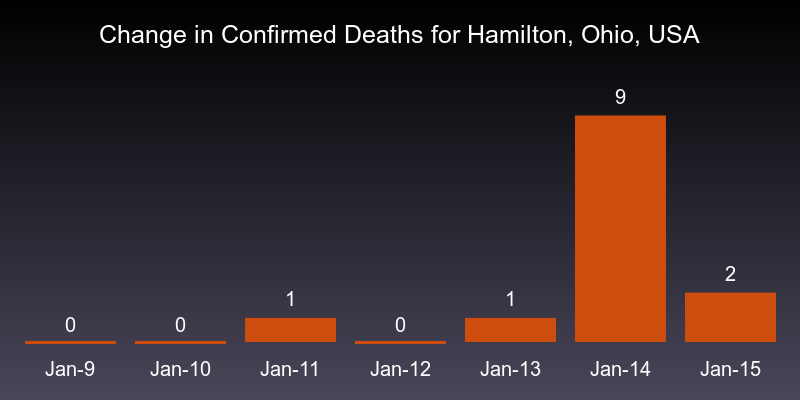 Change in Confirmed Deaths for Hamilton, Ohio, USA
9
2
1
1
0
0
0
Jan-9
Jan-10
Jan-11
Jan-12
Jan-13
Jan-14
Jan-15